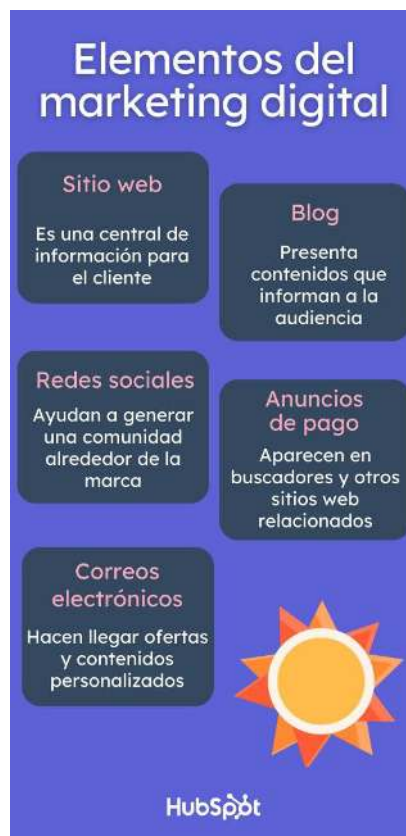 Elementos del
marketing digital
Sitio web
Es una central de
información para
el cliente
Blog
Presenta
contenidos que
informan a la
audiencia
Redes sociales
Ayudan a generar
una comunidad
alrededor de la
marca
Anuncios
de pago
Aparecen en
buscadores y otros
sitios web
relacionados
Correos
electrónicos
Hacen llegar ofertas
y contenidos
personalizados
HubSpot